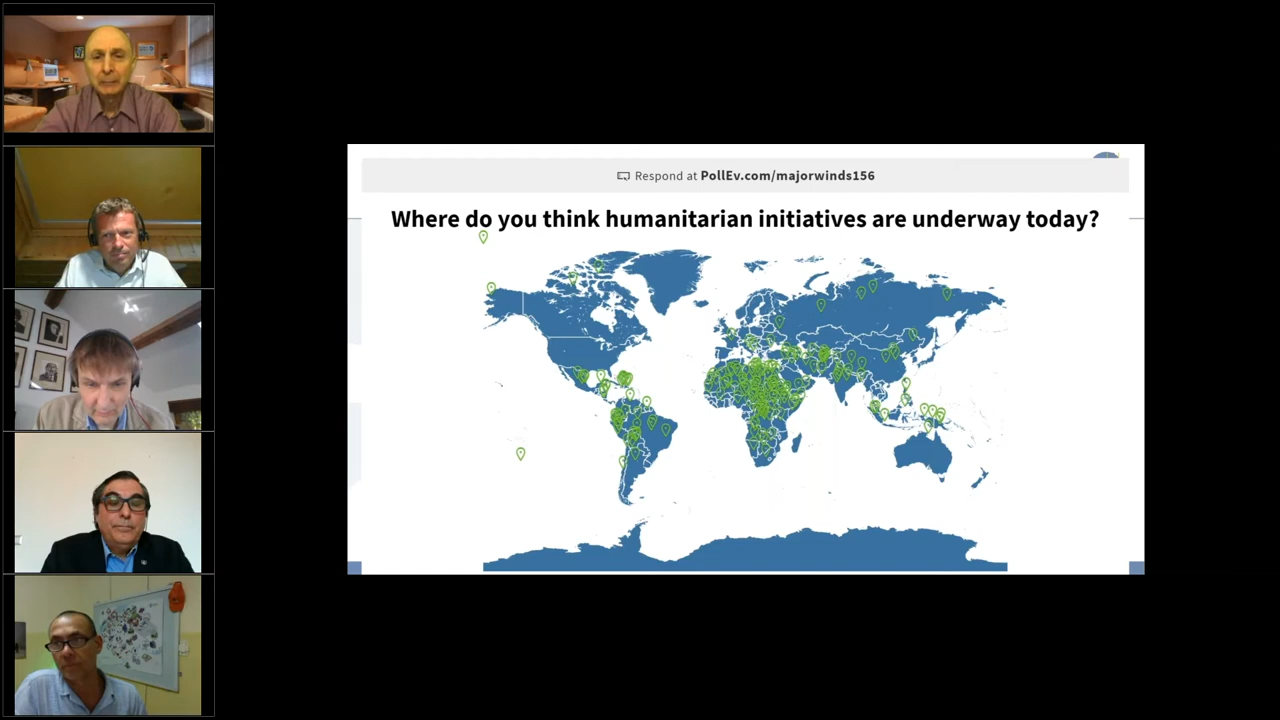 Respond at PollEv.com/majorwinds156
Where do you think humanitarian initiatives are underway today?